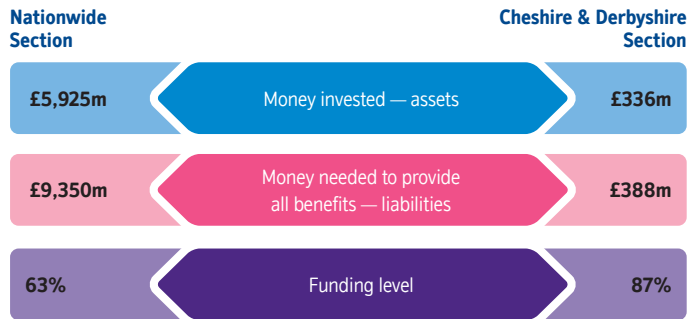 Nationwide
Section
Cheshire & Derbyshire
Section
£5,925m
Money invested — assets
£336m
£9,350m
Money needed to provide
all benefits — liabilities
£388m
63%
Funding level
87%